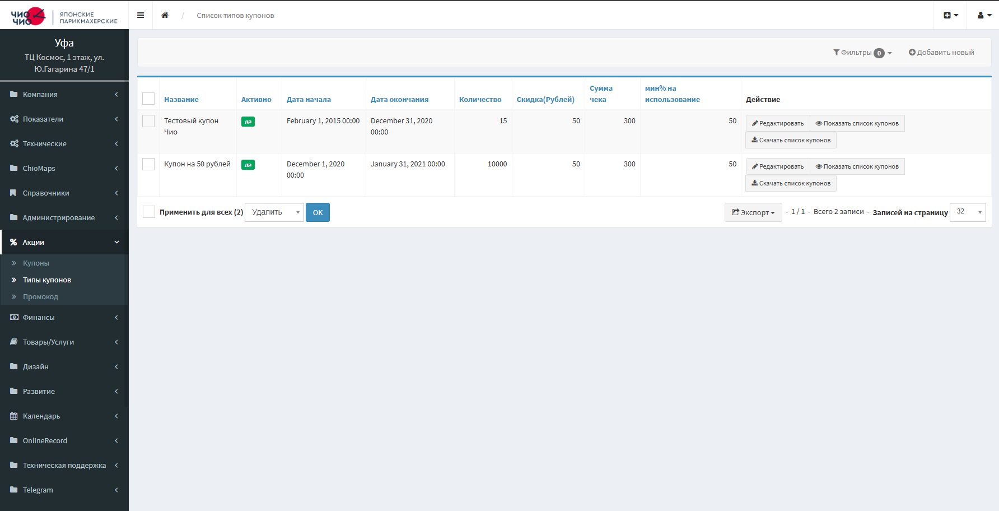 ЧИО ЧИО
ЯПОНСКИЕ
ПАРИКМАХЕРСКИЕ
/ Список типов купонов
Уфа
ТЦ Космос, 1 этаж, ул.
Ю.Гагарина 47/1
Компания
Показатели
Технические
ChioMaps
Справочники
Администрирование
Акции
Купоны
Типы купонов
Промокод
Финансы
Товары/Услуги
Дизайн
Развитие
Календарь
OnlineRecord
Техническая поддержка
Telegram
Фильтры 0
Добавить новый
Название
Активно
Дата начала
Дата окончания
Количество
Скидка(Рублей)
Сумма
чека
мин% на
использование
Действие
Тестовый купон
Чио
да
February 1, 2015 00:00
December 31, 2020
00:00
15
50
300
50
Редактировать
Показать список купонов
Скачать список купонов
Купон на 50 рублей
да
December 1, 2020
00:00
January 31, 2021 00:00
10000
50
300
50
Редактировать
Показать список купонов
Скачать список купонов
Применить для всех (2)
Удалить
OK
Экспорт
- 1 / 1 - Всего 2 записи - Записей на страницу
32